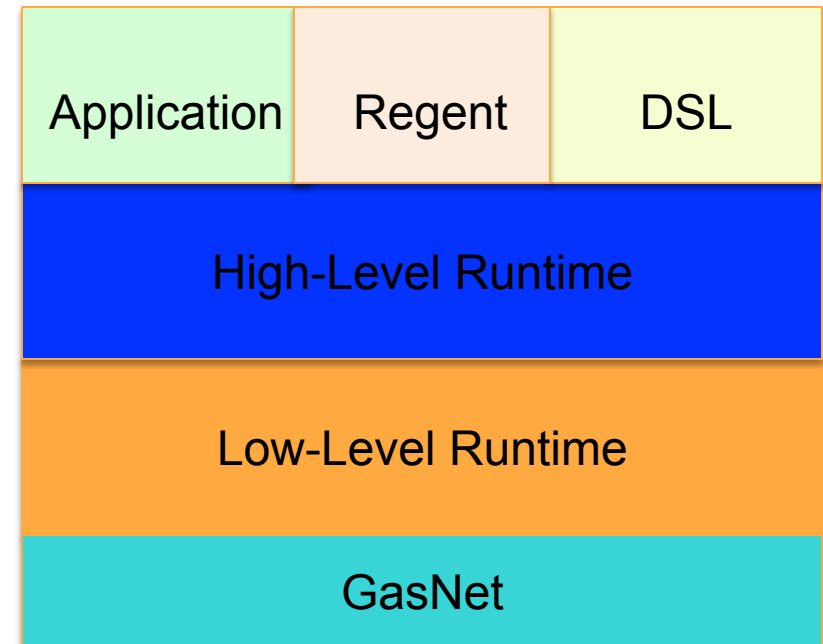 Application
Regent
DSL
High-Level Runtime
Low-Level Runtime
GasNet